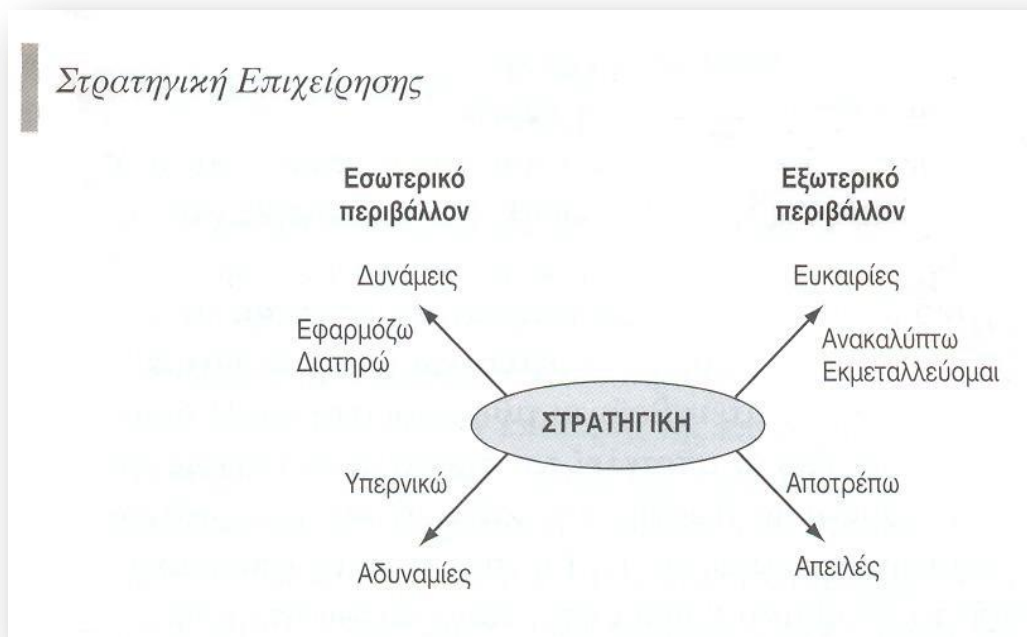 Στρατηγική Επιχείρησης
Εσωτερικό
περιβάλλον
Εξωτερικό
περιβάλλον
Δυνάμεις
Ευκαιρίες
Εφαρμόζω
Διατηρώ
Ανακαλύπτω
Εκμεταλλεύομαι
ΣΤΡΑΤΗΓΙΚΗ
Υπερνικώ
Αποτρέπω
Αδυναμίες
Απειλές